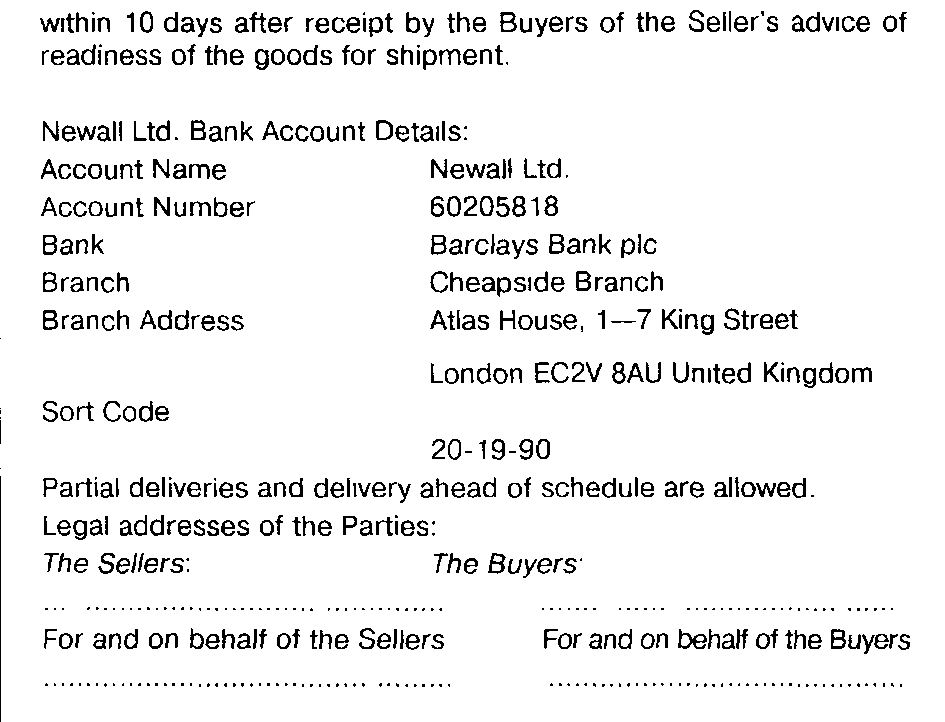 within 10 days after receipt by the Buyers of the Seller's advice of
readiness of the goods for shipment.
Newall Ltd. Bank Account Details:
Account Name Newall Ltd.
Account Number 60205818
Bank Barclays Bank plc
Branch Cheapside Branch
Branch Address Atlas House, 1—7 King Street
London EC2V 8AU United Kingdom
Sort Code
20-19-90
Partial deliveries and delivery ahead of schedule are allowed.
Legal addresses of the Parties:
The Sellers: The Buyers:
... ........................... .............. ....... ...... .................. ......
For and on behalf of the Sellers For and on behalf of the Buyers
...................................... ......... ..........................................